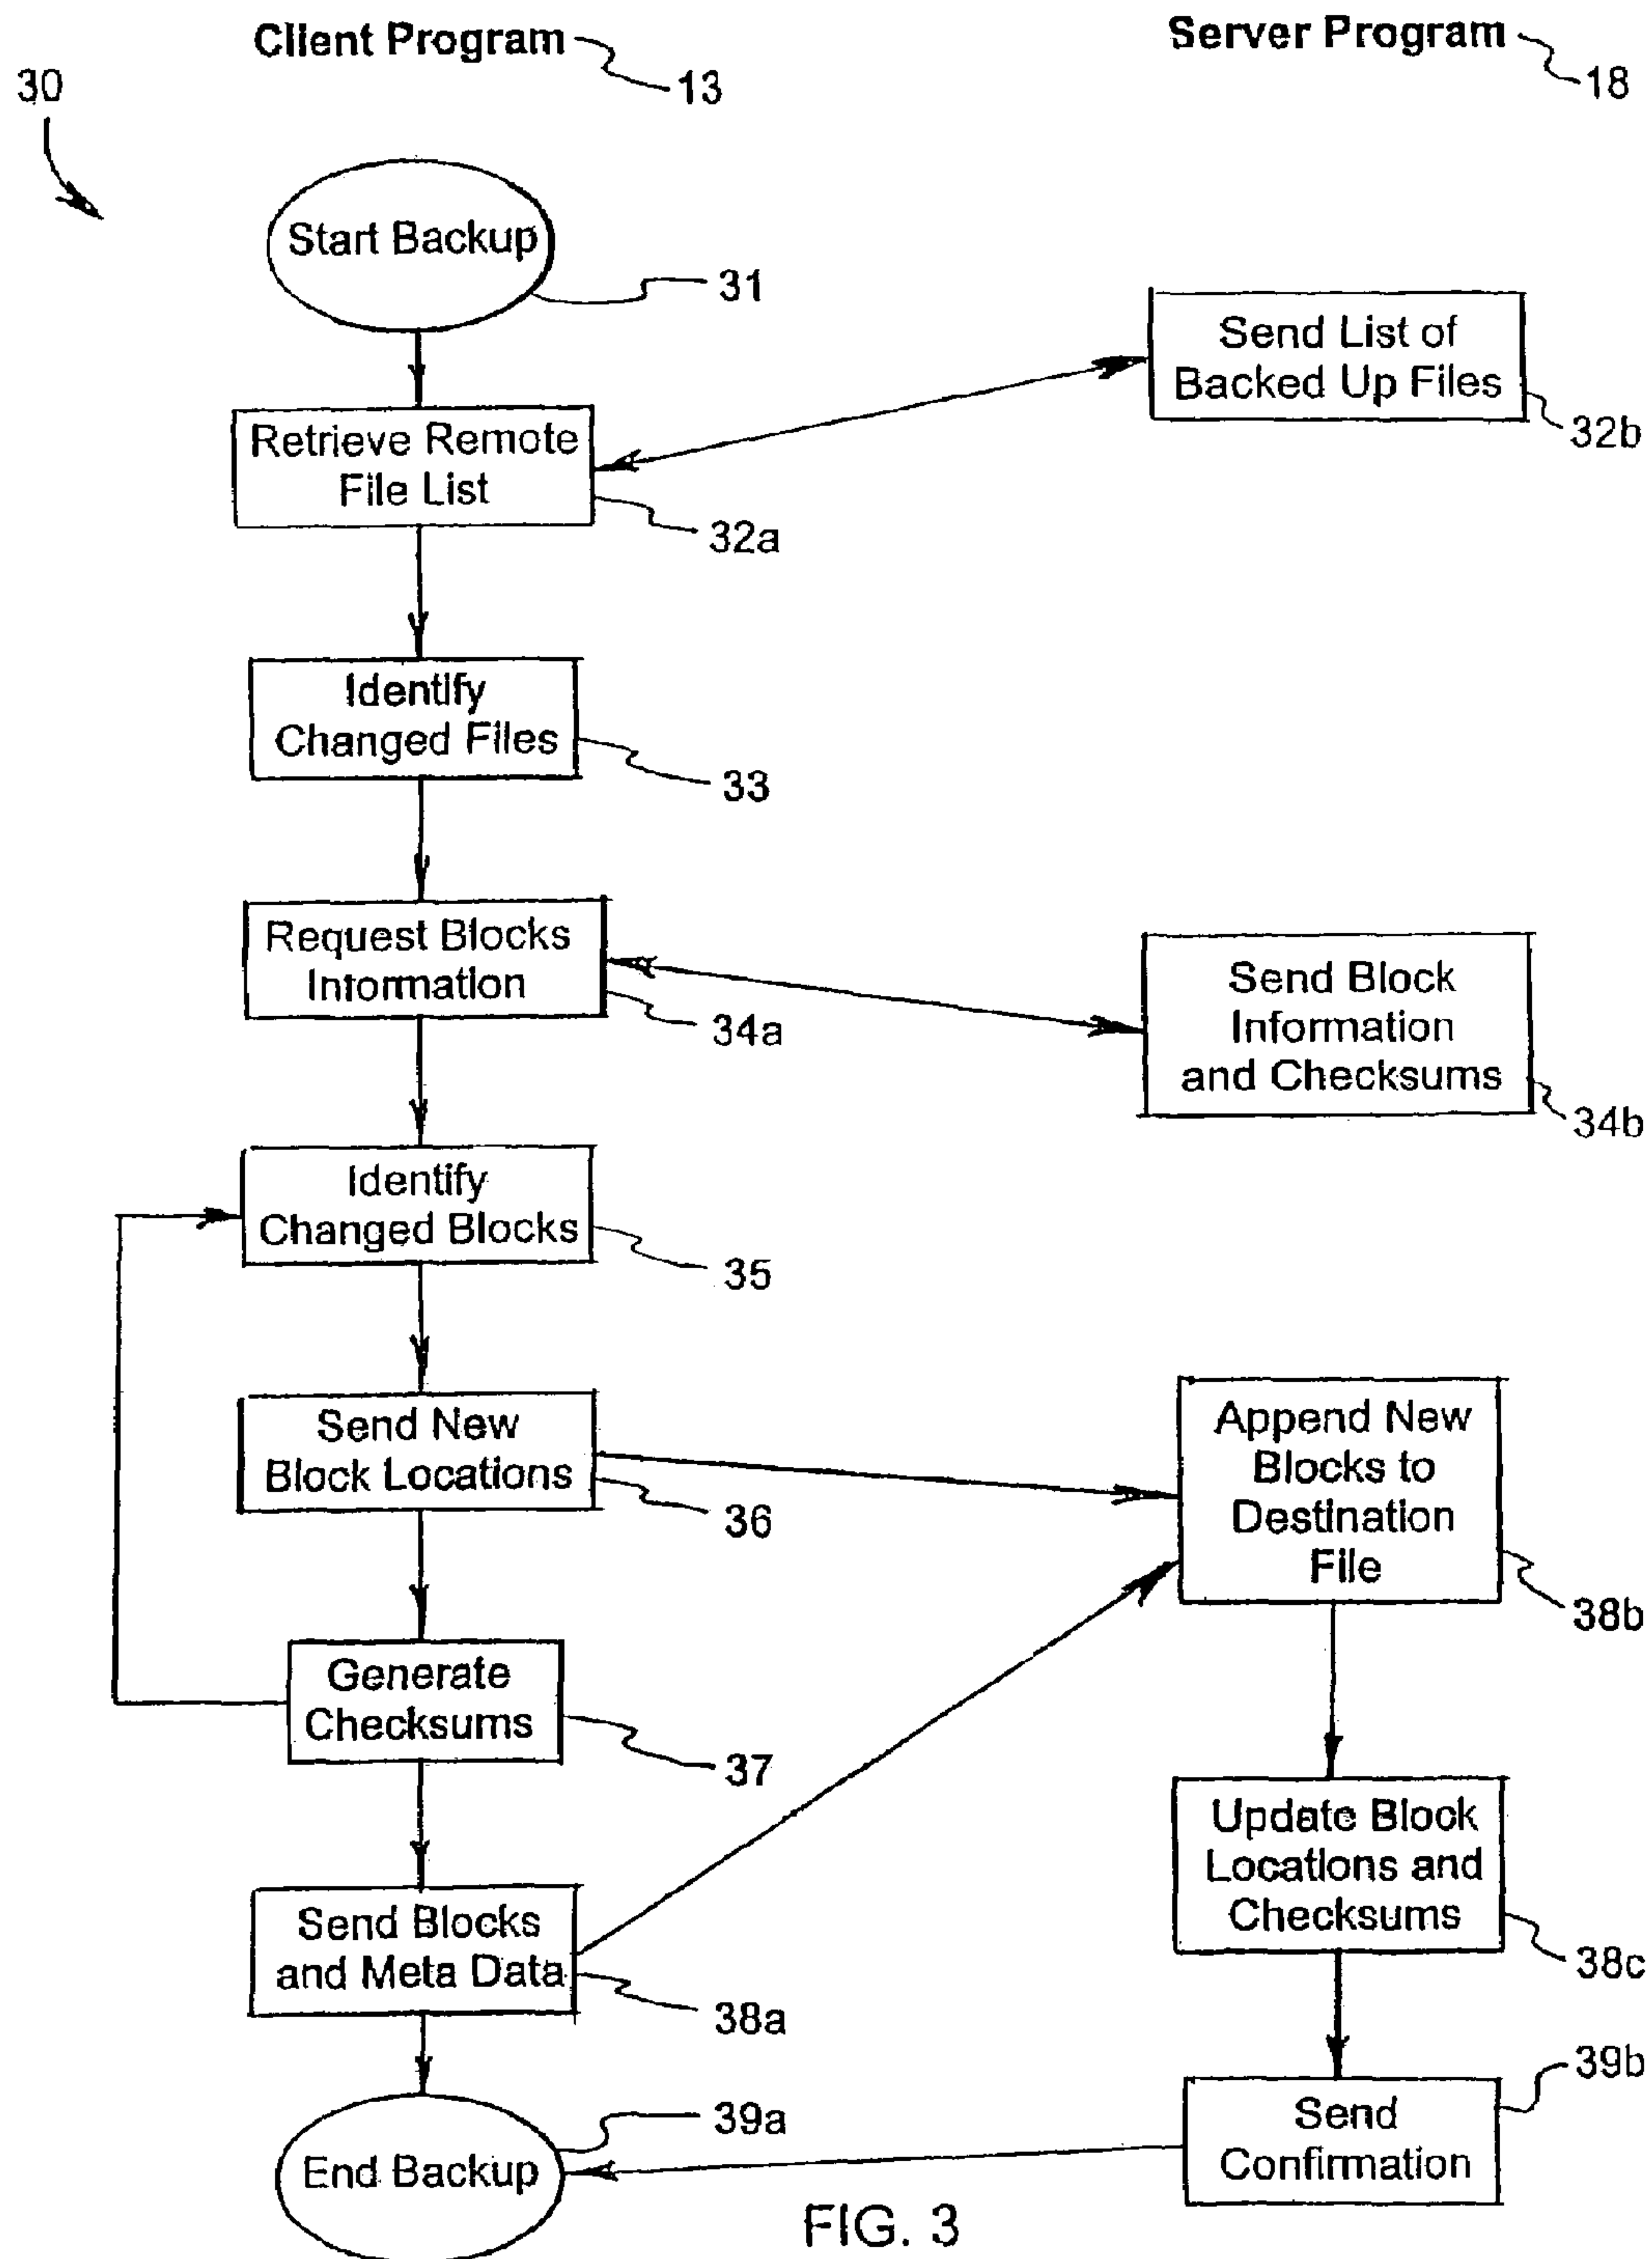 Client Program
13
Server Program
18
30
Start Backup
31
Send List of
Backed Up Files
32b
Retrieve Remote
File List
32a
Identify
Changed Files
33
Request Blocks
Information
34a
Send Block
Information
and Checksums
34b
Identify
Changed Blocks
35
Send New
Block Locations
36
Append New
Blocks to
Destination
File
38b
Generate
Checksums
37
Update Block
Locations and
Checksums
38c
Send Blocks
and Meta Data
38a
39b
Send
Confirmation
39a
End Backup
FIG. 3